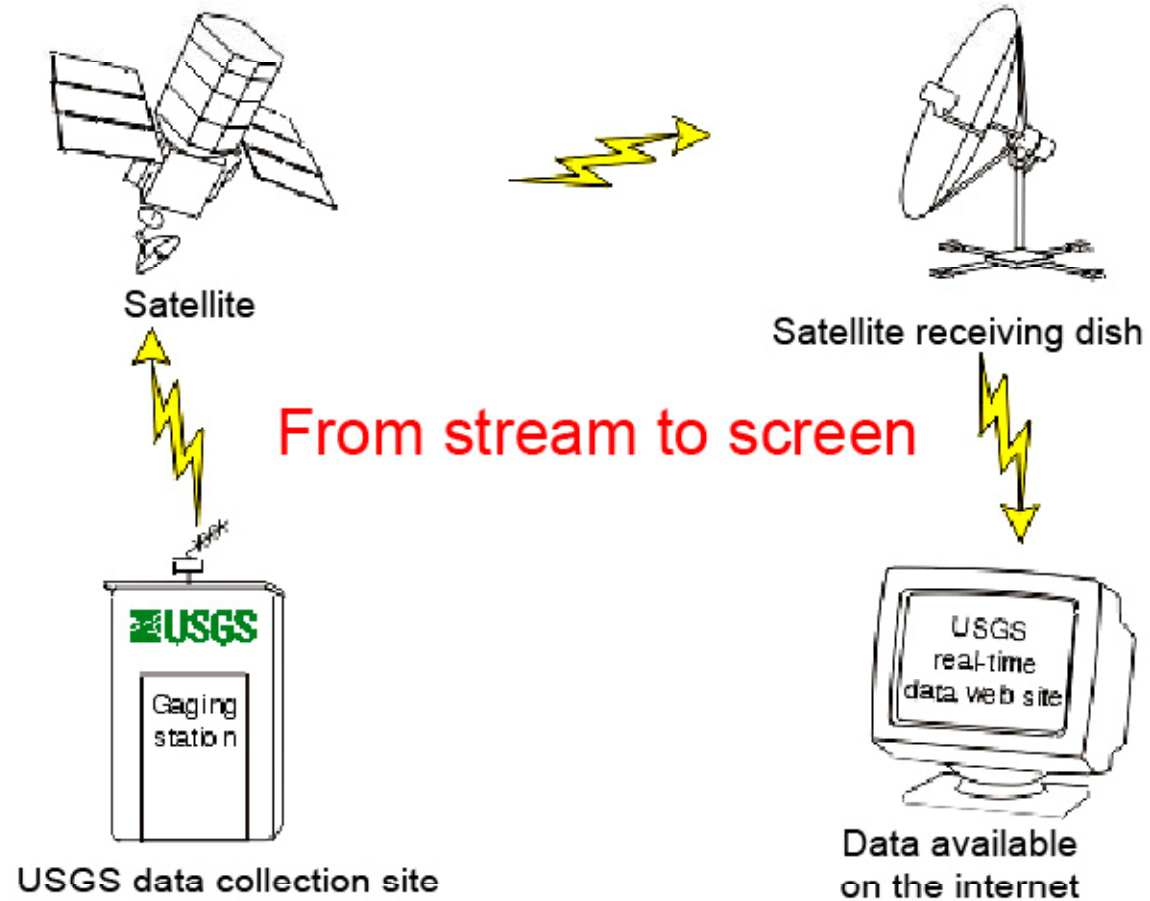 Satellite
Satellite receiving dish
From stream to screen
USGS
Gaging
station
USGS data collection site
USGS
real-time
data web site
Data available
on the internet